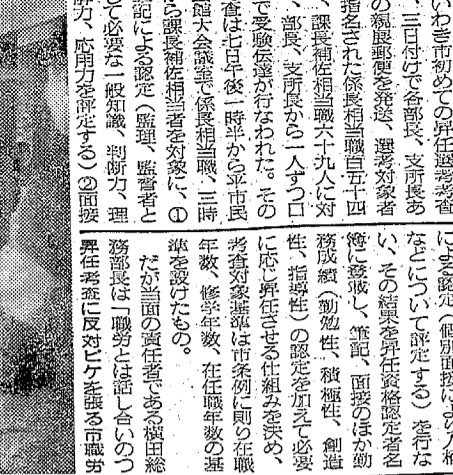 いわき市初めての昇任選考考査
、三日付けで各部長、支所長あ
の親展郵便を発送、選考対象者
指名された係長相当職百五十四
、課長補佐相当職六十九人に対
、部長、支所長から一人ずつ口
で受験伝達が行なわれた。その
査は七日午後一時半から平市民
館大会議室で係長相当職、三時
ら課長補佐相当者を対象に、①
記による認定（監理、監督者と
して必要な一般知識、判断力、理
解力、応用力を評定する）②面接
による認定（個別面接により人格
などについて評定する）を行な
い、その結果を昇任資格認定者名
簿に登載し、筆記、面接のほか勤
務成績（勤勉性、積極性、創造
性、指導性）の認定を加えて必要
に応じ昇任させる仕組みを決め、
考査対象基準は市条例に則り在職
年数、修学年数、在任職年数の基
準を設けたもの。
だが当面の責任者である横田総
務部長は「職労とは話し合いのつ
昇任考査に反対ピケを張る市職労